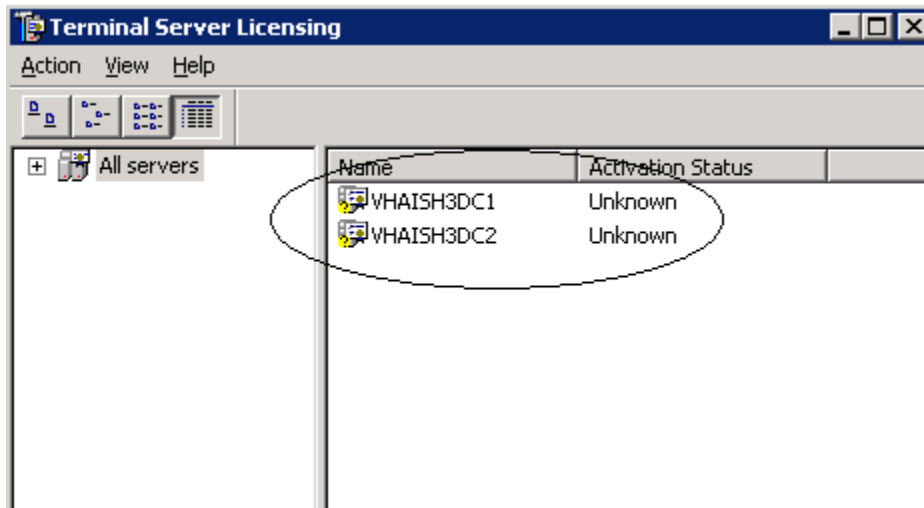 Terminal Server Licensing
Action View Help
All servers
Name Activation Status
VHAISH3DC1 Unknown
VHAISH3DC2 Unknown